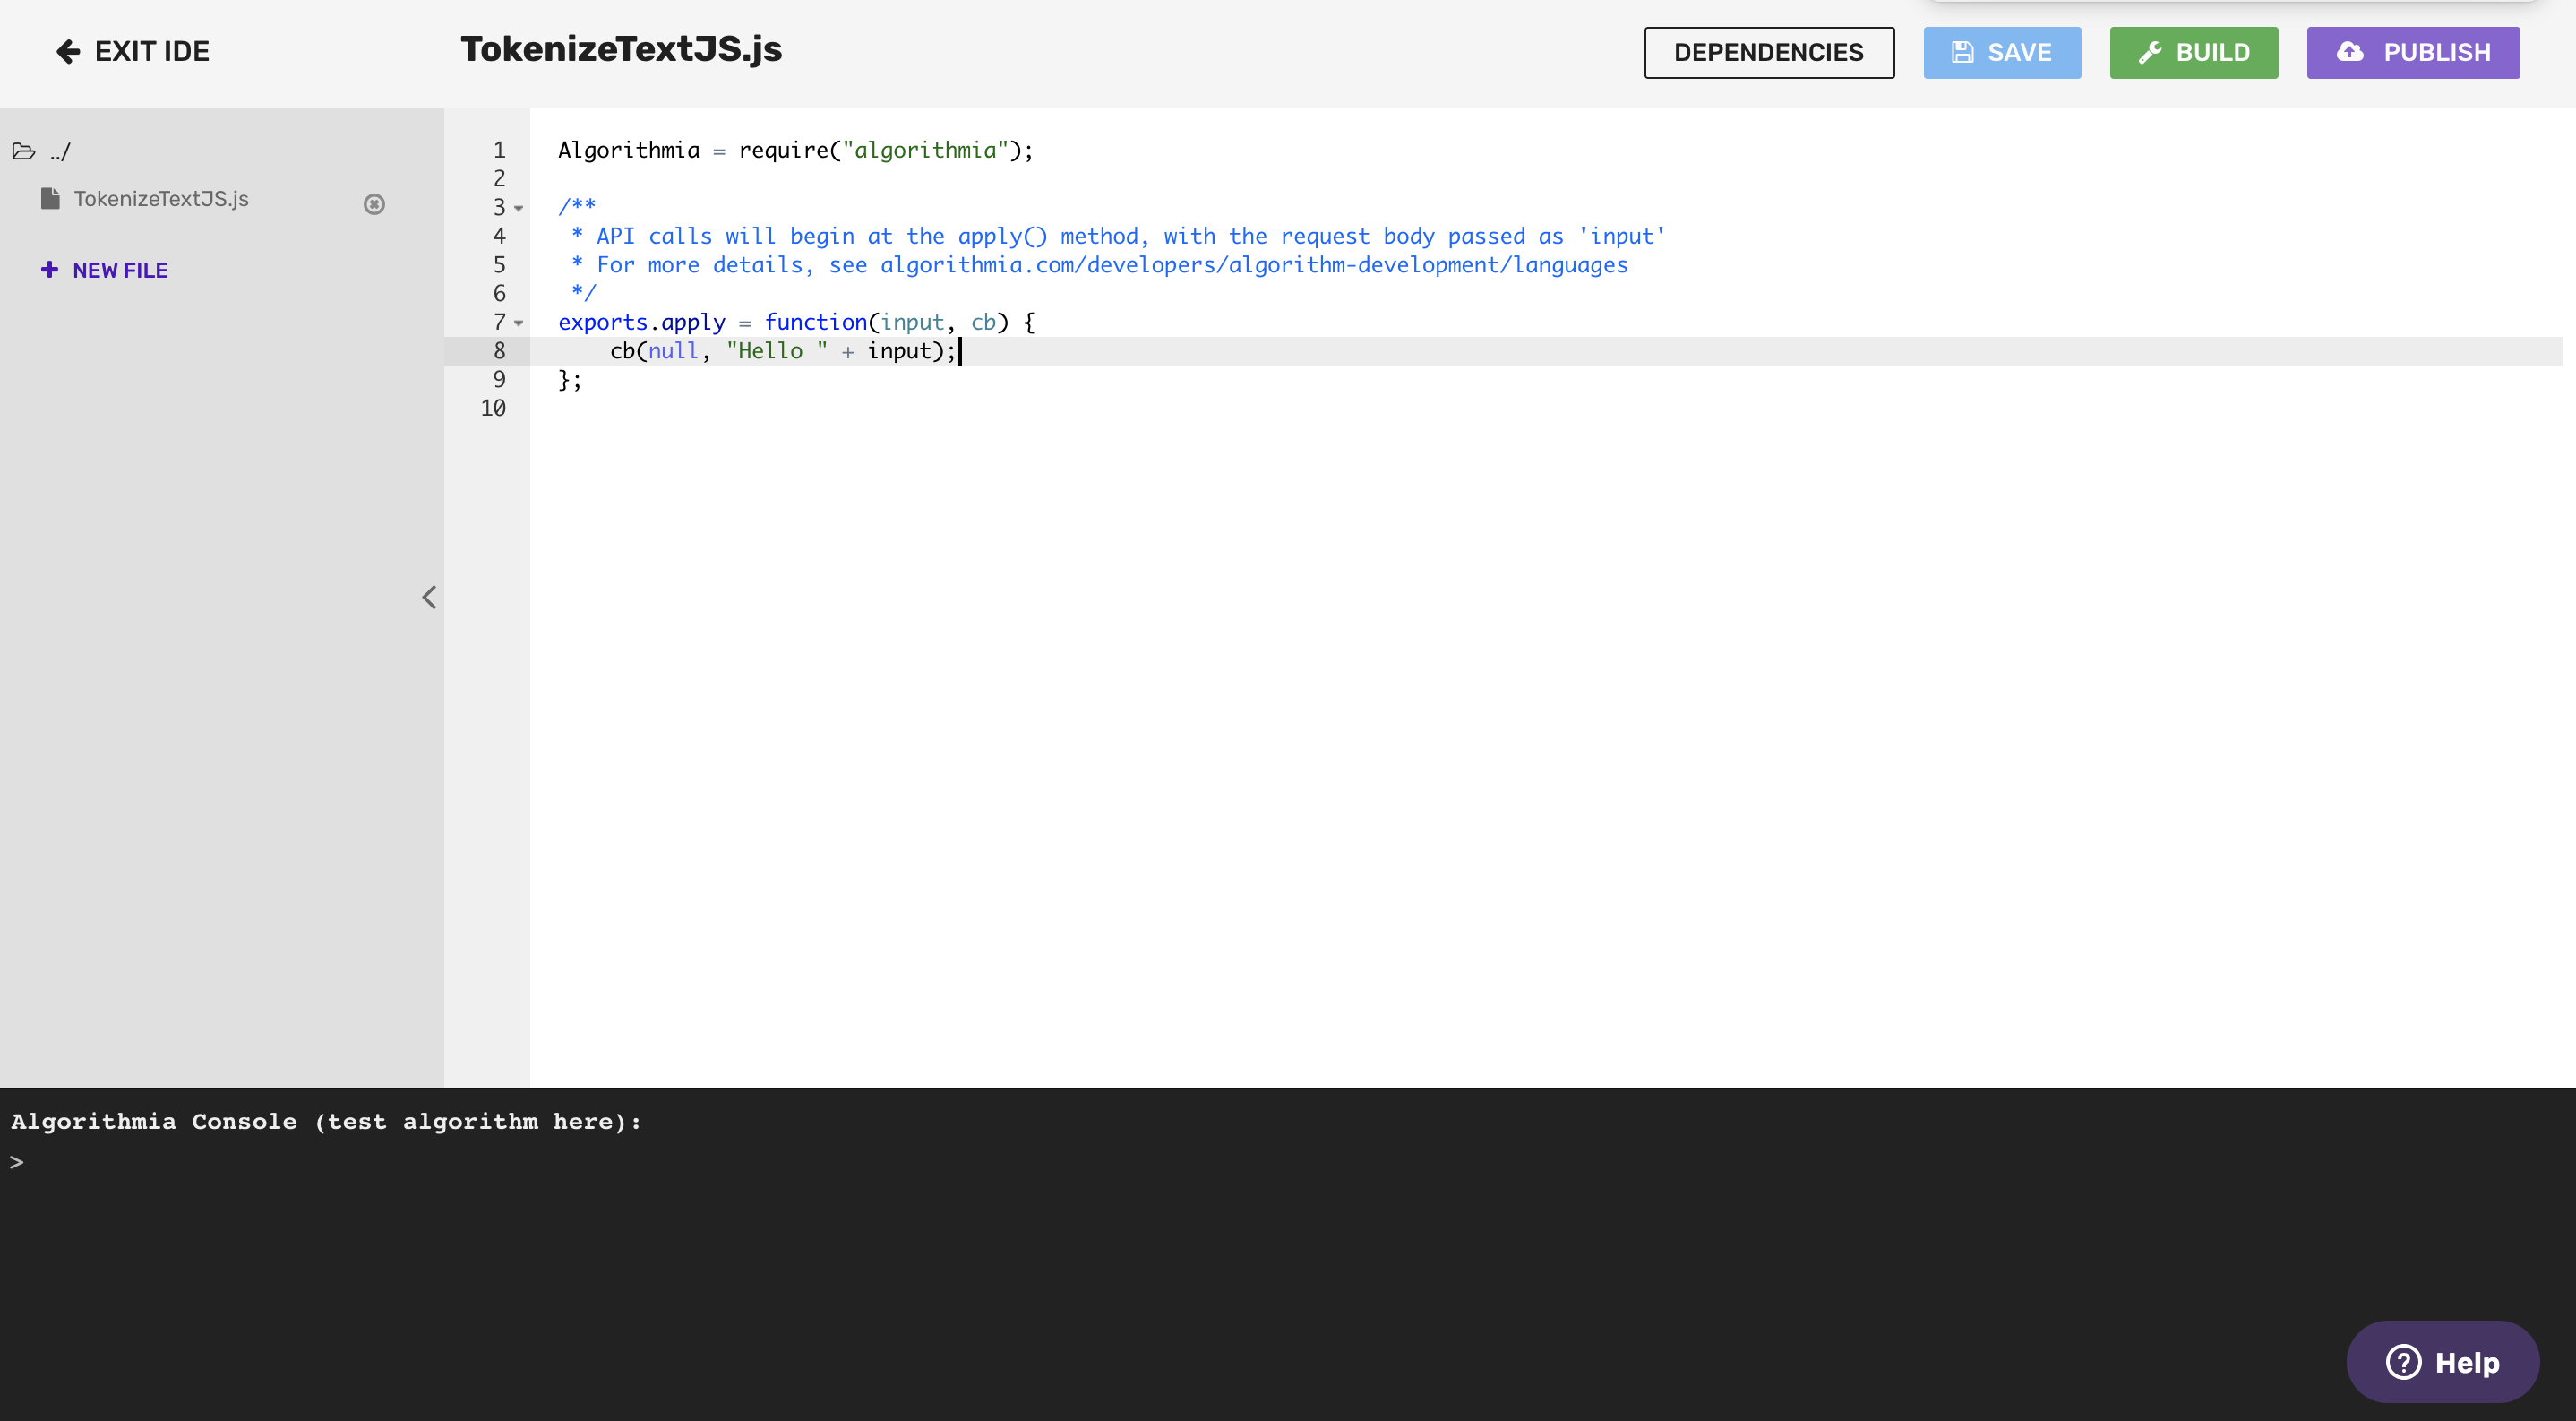 EXIT IDE
TokenizeTextJS.js
DEPENDENCIES
SAVE
BUILD
PUBLISH
../
TokenizeTextJS.js
NEW FILE
1 Algorithmia = require("algorithmia");
2
3 /**
4  * API calls will begin at the apply() method, with the request body passed as 'input'
5  * For more details, see algorithmia.com/developers/algorithm-development/languages
6  */
7 exports.apply = function(input, cb) {
8     cb(null, "Hello " + input);
9 };
10
Algorithmia Console (test algorithm here):
>
Help